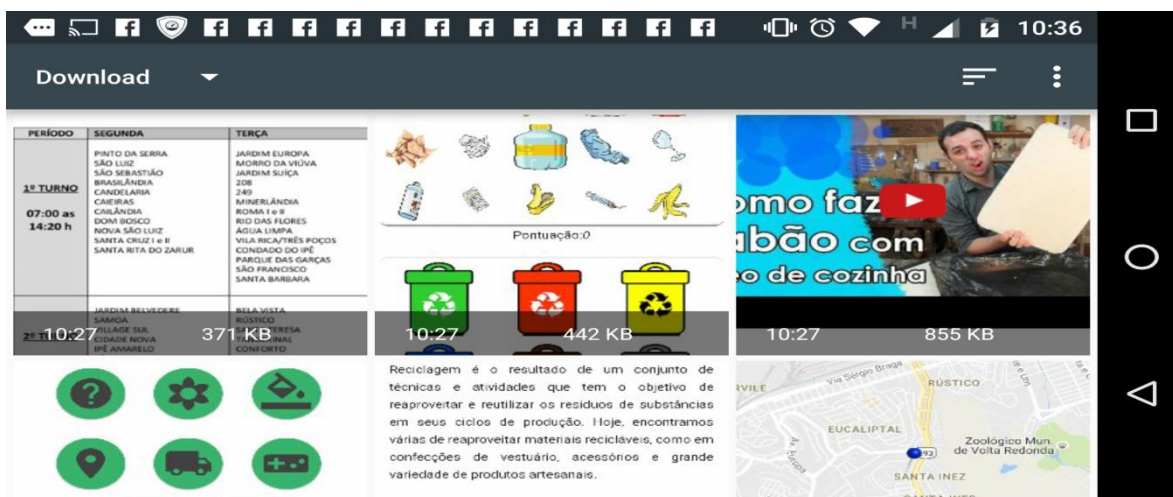 H 10:36
Download
PERÍODO SEGUNDA TERÇA
1º TURNO
07:00 as
14:20 h
PINTO DA SERRA
SÃO LUIZ
SÃO SEBASTIÃO
BRASILÂNDIA
CANDELARIA
CAIEIRAS
CAILÂNDIA
DOM BOSCO
NOVA SÃO LUIZ
SANTA CRUZ I e II
SANTA RITA DO ZARUR
JARDIM EUROPA
MORRO DA VIÚVA
JARDIM SUÍÇA
208
249
MINERLÂNDIA
ROMA I e II
RIO DAS FLORES
ÁGUA LIMPA
VILA RICA/TRÊS POÇOS
CONDADO DO IPÊ
PARQUE DAS GARÇAS
SÃO FRANCISCO
SANTA BARBARA
JARDIM BELVEDERE
SAMOA
VILLAGE SUL
CIDADE NOVA
IPÊ AMARELO
BELA VISTA
RÚSTICO
CONFORTO
10:27 371 KB
Pontuação:0
10:27 442 KB
omo faz
abão com
eo de cozinha
10:27 855 KB
Reciclagem é o resultado de um conjunto de
técnicas e atividades que tem o objetivo de
reaproveitar e reutilizar os resíduos de substâncias
em seus ciclos de produção. Hoje, encontramos
várias de reaproveitar materiais recicláveis, como em
confecções de vestuário, acessórios e grande
variedade de produtos artesanais.
RVILE
Via Sérgio Braga
RÚSTICO
EUCALIPTAL
Av. Europa
393
Zoológico Mun.
de Volta Redonda
SANTA INEZ